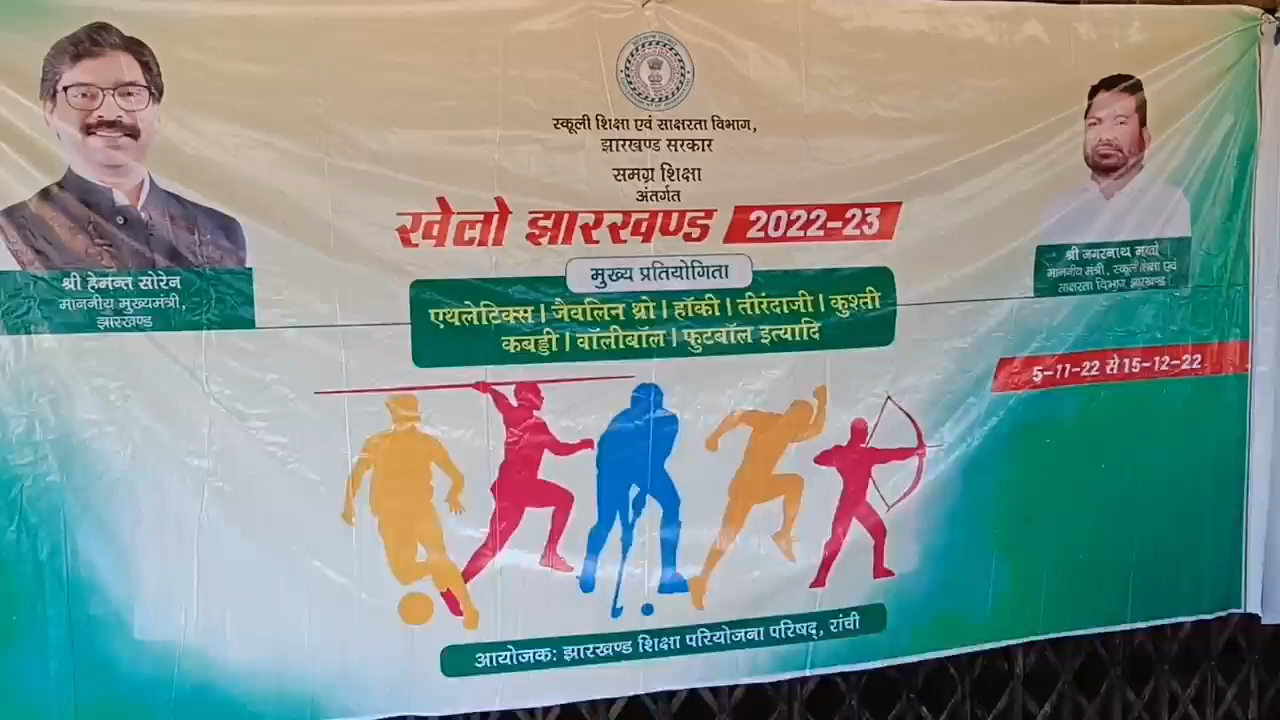 स्कूली शिक्षा एवं साक्षरता विभाग,
झारखण्ड सरकार
समग्र शिक्षा
अंतर्गत
खेलो झारखण्ड 2022-23
मुख्य प्रतियोगिता
एथलेटिक्स | जैवलिन थ्रो | हॉकी | तीरंदाजी | कुश्ती
कबड्डी | वॉलीबॉल | फुटबॉल इत्यादि
श्री हेमन्त सोरेन
माननीय मुख्यमंत्री,
झारखण्ड
श्री जगरनाथ महतो
माननीय मंत्री, स्कूली शिक्षा एवं
साक्षरता विभाग, झारखण्ड
5-11-22 से 15-12-22
आयोजक: झारखण्ड शिक्षा परियोजना परिषद्, रांची